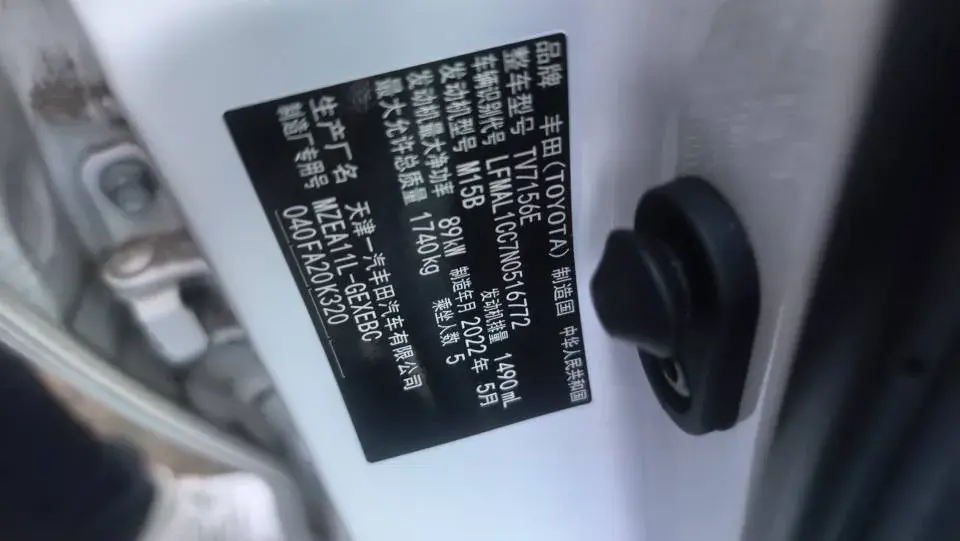 品牌 丰田(TOYOTA) 制造国 中华人民共和国
整车型号 TV7156E
车辆识别代号 LFMAL1CC7N0516772
发动机型号 M15B 发动机排量 1490mL
发动机最大净功率 89kW 制造年月 2022年 5月
最大允许总质量 1740kg 乘坐人数 5
生产厂名 天津一汽丰田汽车有限公司
制造厂专用号 MZEA11L-GEXEBC
040FA20K320